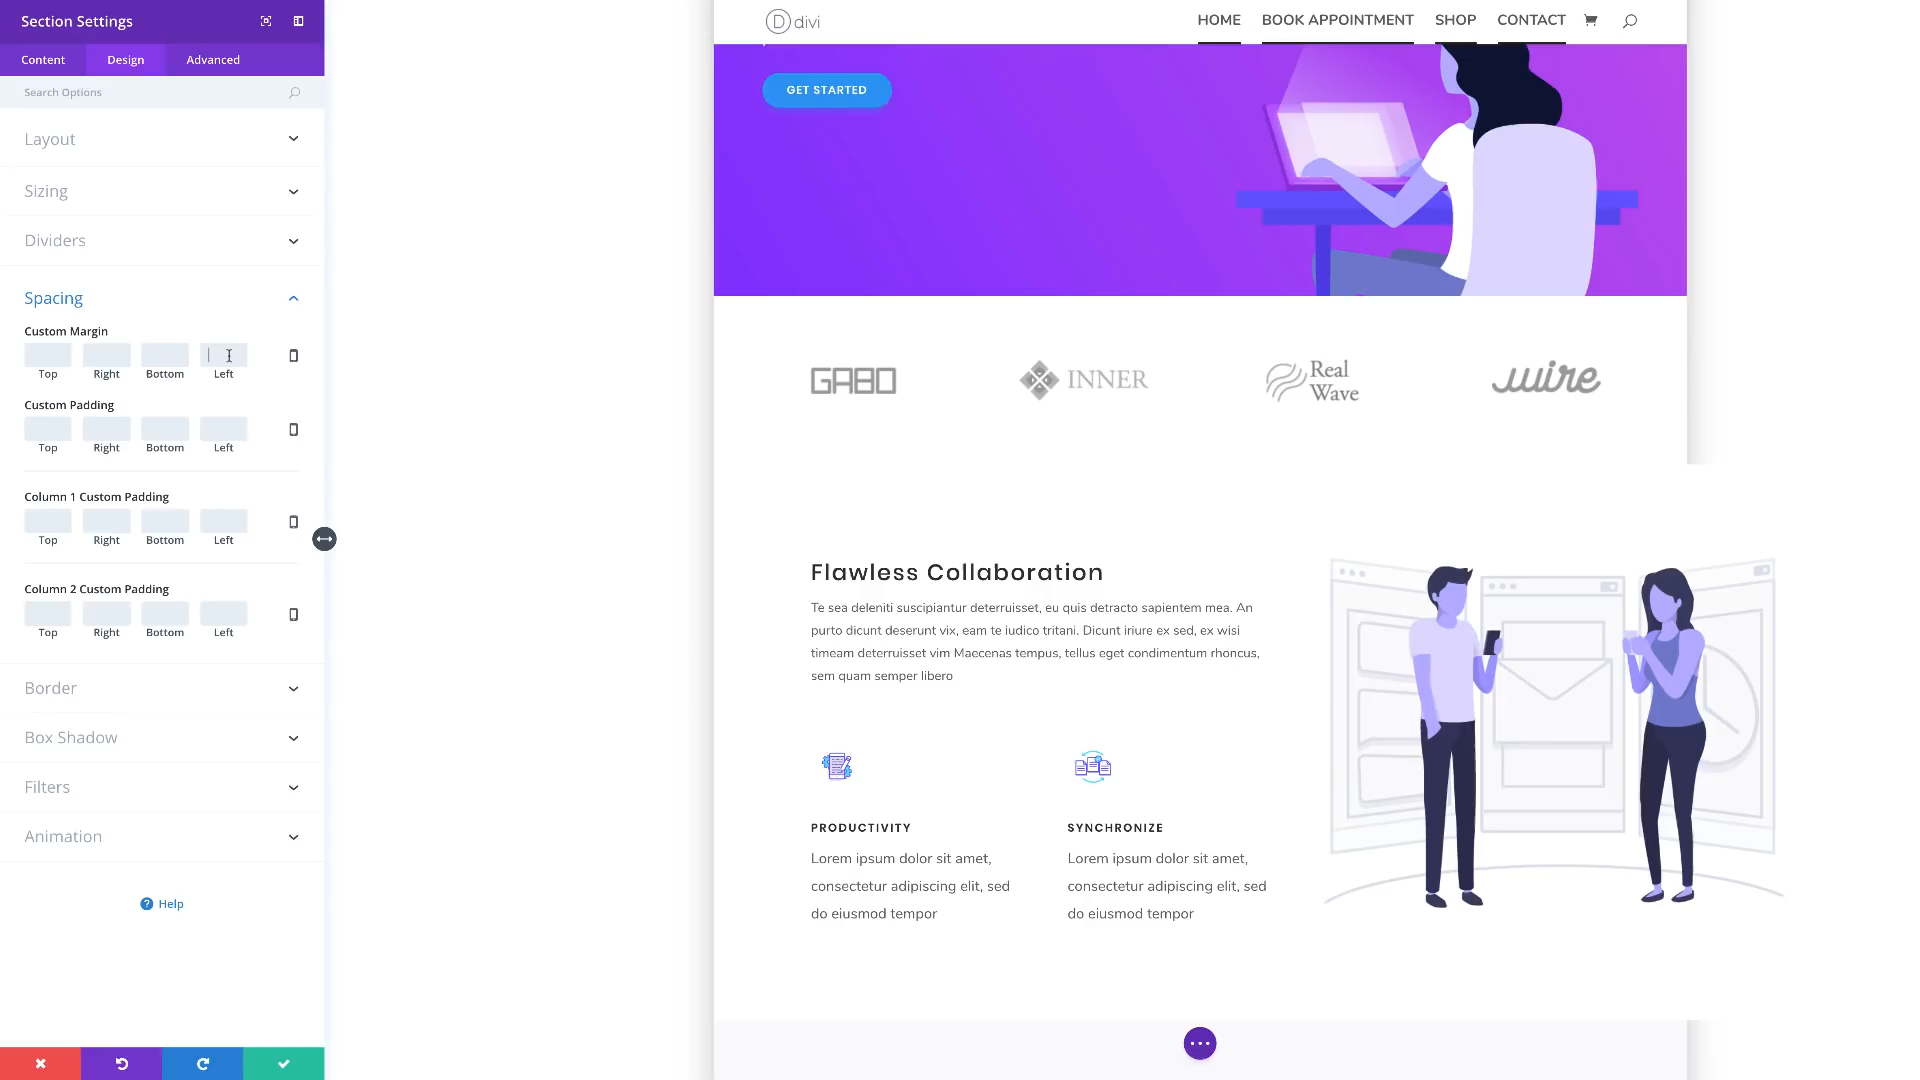 Section Settings
Content
Design
Advanced
Search Options
Layout
Sizing
Dividers
Spacing
Custom Margin
Top
Right
Bottom
Left
Custom Padding
Top
Right
Bottom
Left
Column 1 Custom Padding
Top
Right
Bottom
Left
Column 2 Custom Padding
Top
Right
Bottom
Left
Border
Box Shadow
Filters
Animation
Help
D divi
HOME
BOOK APPOINTMENT
SHOP
CONTACT
GET STARTED
GABO
INNER
Real
Wave
wire
Flawless Collaboration
Te sea deleniti suscipiantur deterruisset, eu quis detracto sapientem mea. An
purto dicunt deserunt vix, eam te iudico tritani. Dicunt iriure ex sed, ex wisi
timeam deterruisset vim Maecenas tempus, tellus eget condimentum rhoncus,
sem quam semper libero
PRODUCTIVITY
Lorem ipsum dolor sit amet,
consectetur adipiscing elit, sed
do eiusmod tempor
SYNCHRONIZE
Lorem ipsum dolor sit amet,
consectetur adipiscing elit, sed
do eiusmod tempor